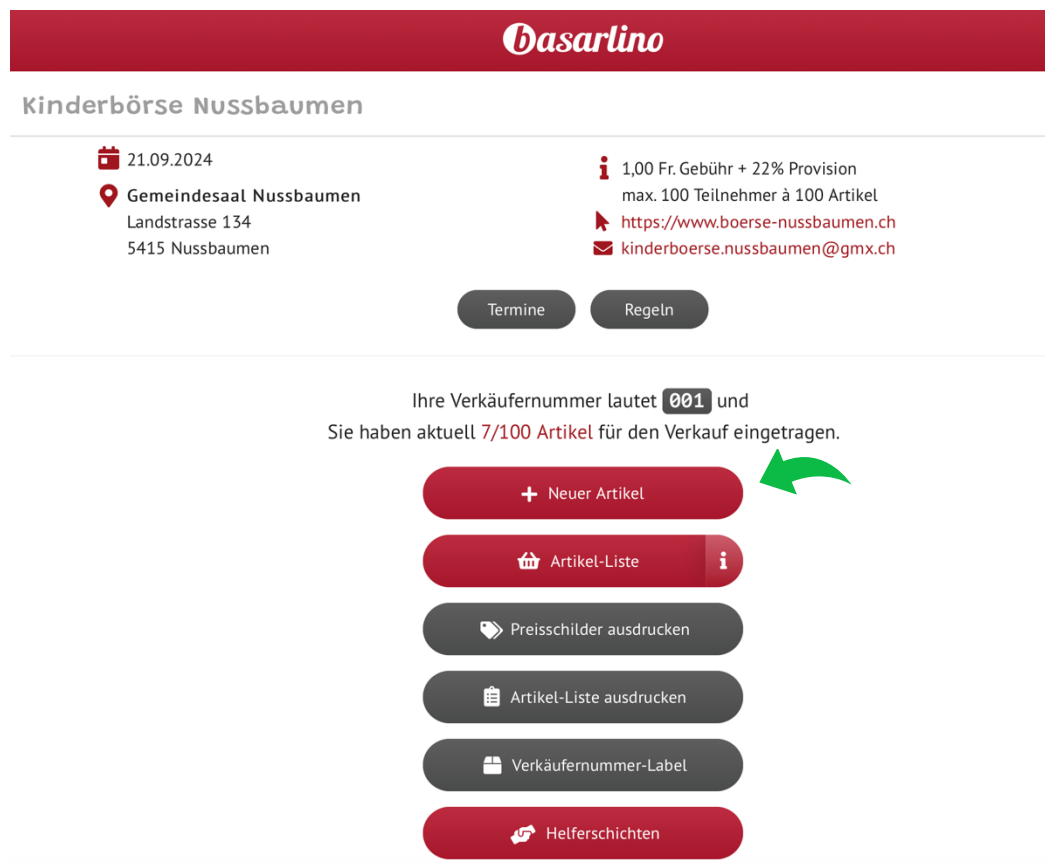 basarlino
Kinderbörse Nussbaumen
21.09.2024
Gemeindesaal Nussbaumen
Landstrasse 134
5415 Nussbaumen
1,00 Fr. Gebühr + 22% Provision
max. 100 Teilnehmer à 100 Artikel
https://www.boerse-nussbaumen.ch
kinderboerse.nussbaumen@gmx.ch
Termine
Regeln
Ihre Verkäufernummer lautet 001 und
Sie haben aktuell 7/100 Artikel für den Verkauf eingetragen.
Neuer Artikel
Artikel-Liste
Preisschilder ausdrucken
Artikel-Liste ausdrucken
Verkäufernummer-Label
Helferschichten